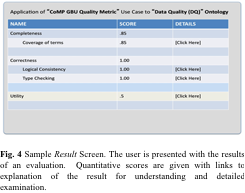 Application of "CoMP GBU Quality Metric" Use Case to "Data Quality (DQ)" Ontology
NAME SCORE DETAILS
Completeness .85
Coverage of terms .85 [Click Here]
Correctness 1.00
Logical Consistency 1.00 [Click Here]
Type Checking 1.00 [Click Here]
Utility .5 [Click Here]
Fig. 4 Sample Result Screen. The user is presented with the results
of an evaluation. Quantitative scores are given with links to
explanation of the result for understanding and detailed
examination.